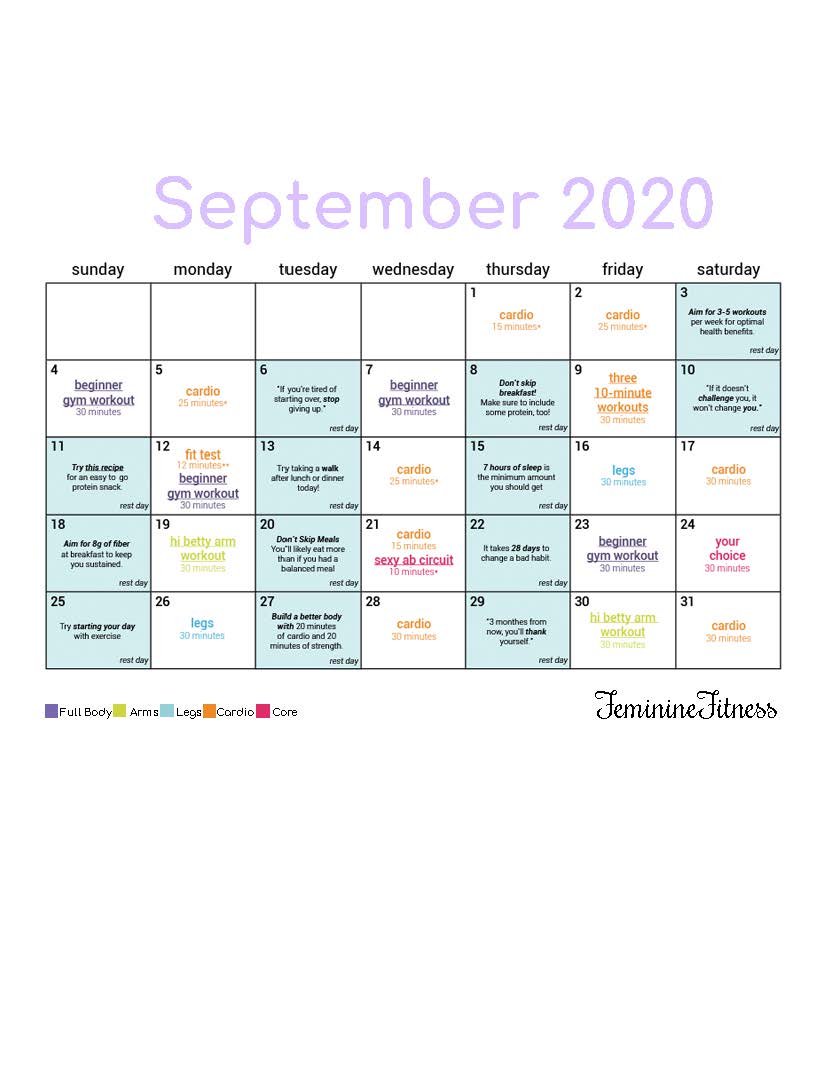 September 2020
sunday monday tuesday wednesday thursday friday saturday
1
cardio
15 minutes*
2
cardio
25 minutes*
3
Aim for 3-5 workouts
per week for optimal
health benefits.
rest day
4
beginner
gym workout
30 minutes
5
cardio
25 minutes*
6
"If you're tired of
starting over, stop
giving up."
rest day
7
beginner
gym workout
30 minutes
8
Don't skip
breakfast!
Make sure to include
some protein, too!
rest day
9
three
10-minute
workouts
30 minutes
10
"If it doesn't
challenge you, it
won't change you."
rest day
11
Try this recipe
for an easy to go
protein snack.
rest day
12
fit test
12 minutes**
beginner
gym workout
30 minutes
13
Try taking a walk
after lunch or dinner
today!
rest day
14
cardio
25 minutes*
15
7 hours of sleep is
the minimum amount
you should get
rest day
16
legs
30 minutes
17
cardio
30 minutes
18
Aim for 8g of fiber
at breakfast to keep
you sustained.
rest day
19
hi betty arm
workout
30 minutes
20
Don't Skip Meals
You'll likely eat more
than if you had a
balanced meal
rest day
21
cardio
15 minutes
sexy ab circuit
10 minutes*
22
It takes 28 days to
change a bad habit.
rest day
23
beginner
gym workout
30 minutes
24
your
choice
30 minutes
25
Try starting your day
with exercise
rest day
26
legs
30 minutes
27
Build a better body
with 20 minutes
of cardio and 20
minutes of strength.
rest day
28
cardio
30 minutes
29
"3 monthes from
now, you'll thank
yourself."
rest day
30
hi betty arm
workout
30 minutes
31
cardio
30 minutes
Full Body Arms Legs Cardio Core
FeminineFitness